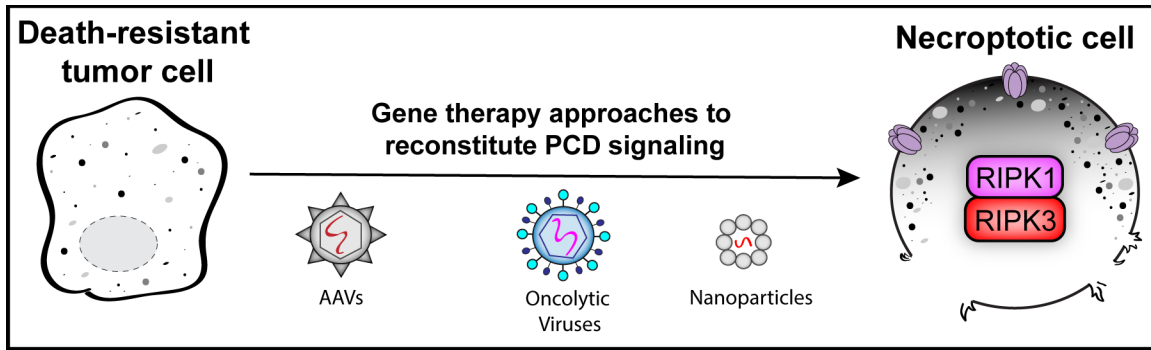 Death-resistant
tumor cell
Gene therapy approaches to
reconstitute PCD signaling
AAVs
Oncolytic
Viruses
Nanoparticles
Necroptotic cell
RIPK1
RIPK3